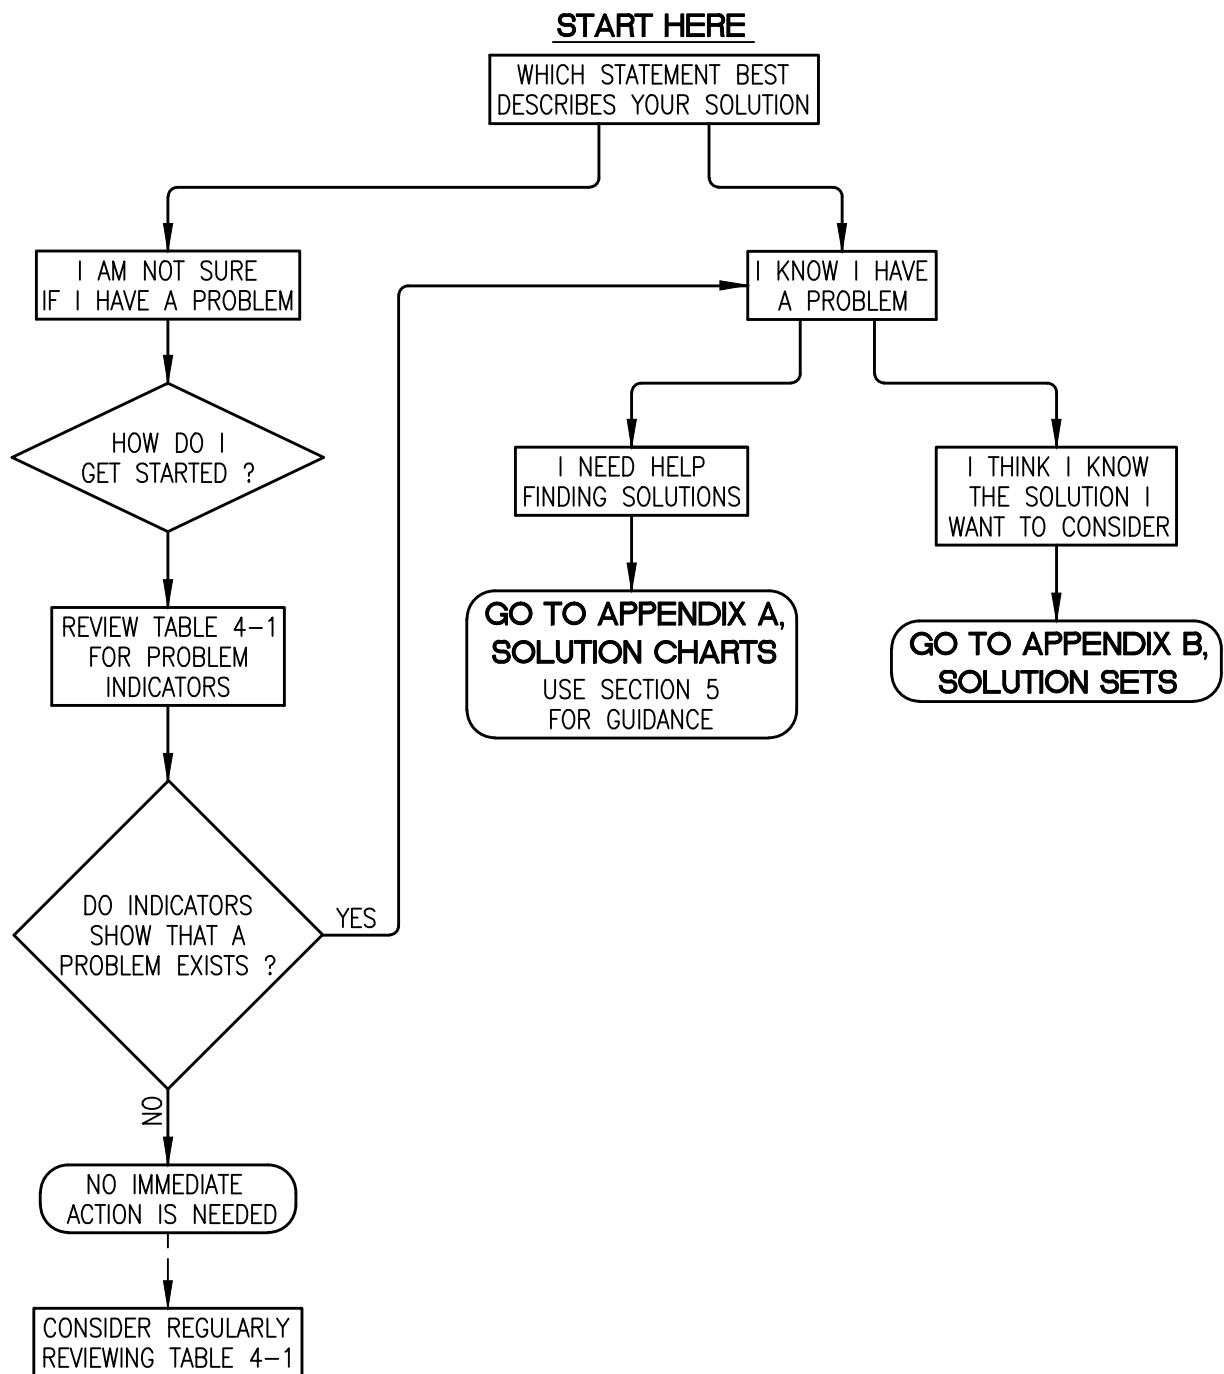 START HERE
WHICH STATEMENT BEST
DESCRIBES YOUR SOLUTION
I AM NOT SURE
IF I HAVE A PROBLEM
HOW DO I
GET STARTED ?
REVIEW TABLE 4-1
FOR PROBLEM
INDICATORS
DO INDICATORS
SHOW THAT A
PROBLEM EXISTS ?
YES
NO
NO IMMEDIATE
ACTION IS NEEDED
CONSIDER REGULARLY
REVIEWING TABLE 4-1
I KNOW I HAVE
A PROBLEM
I NEED HELP
FINDING SOLUTIONS
GO TO APPENDIX A,
SOLUTION CHARTS
USE SECTION 5
FOR GUIDANCE
I THINK I KNOW
THE SOLUTION I
WANT TO CONSIDER
GO TO APPENDIX B,
SOLUTION SETS